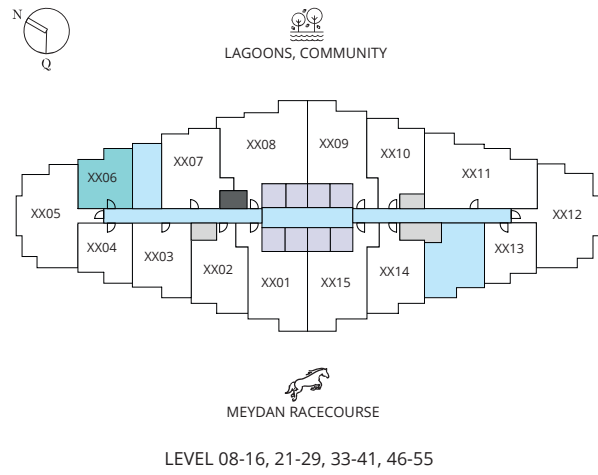 N
Q
LAGOONS, COMMUNITY
XX08
XX09
XX07
XX10
XX06
XX11
XX05
XX12
XX04
XX03
XX02
XX01
XX15
XX14
XX13
MEYDAN RACECOURSE
LEVEL 08-16, 21-29, 33-41, 46-55